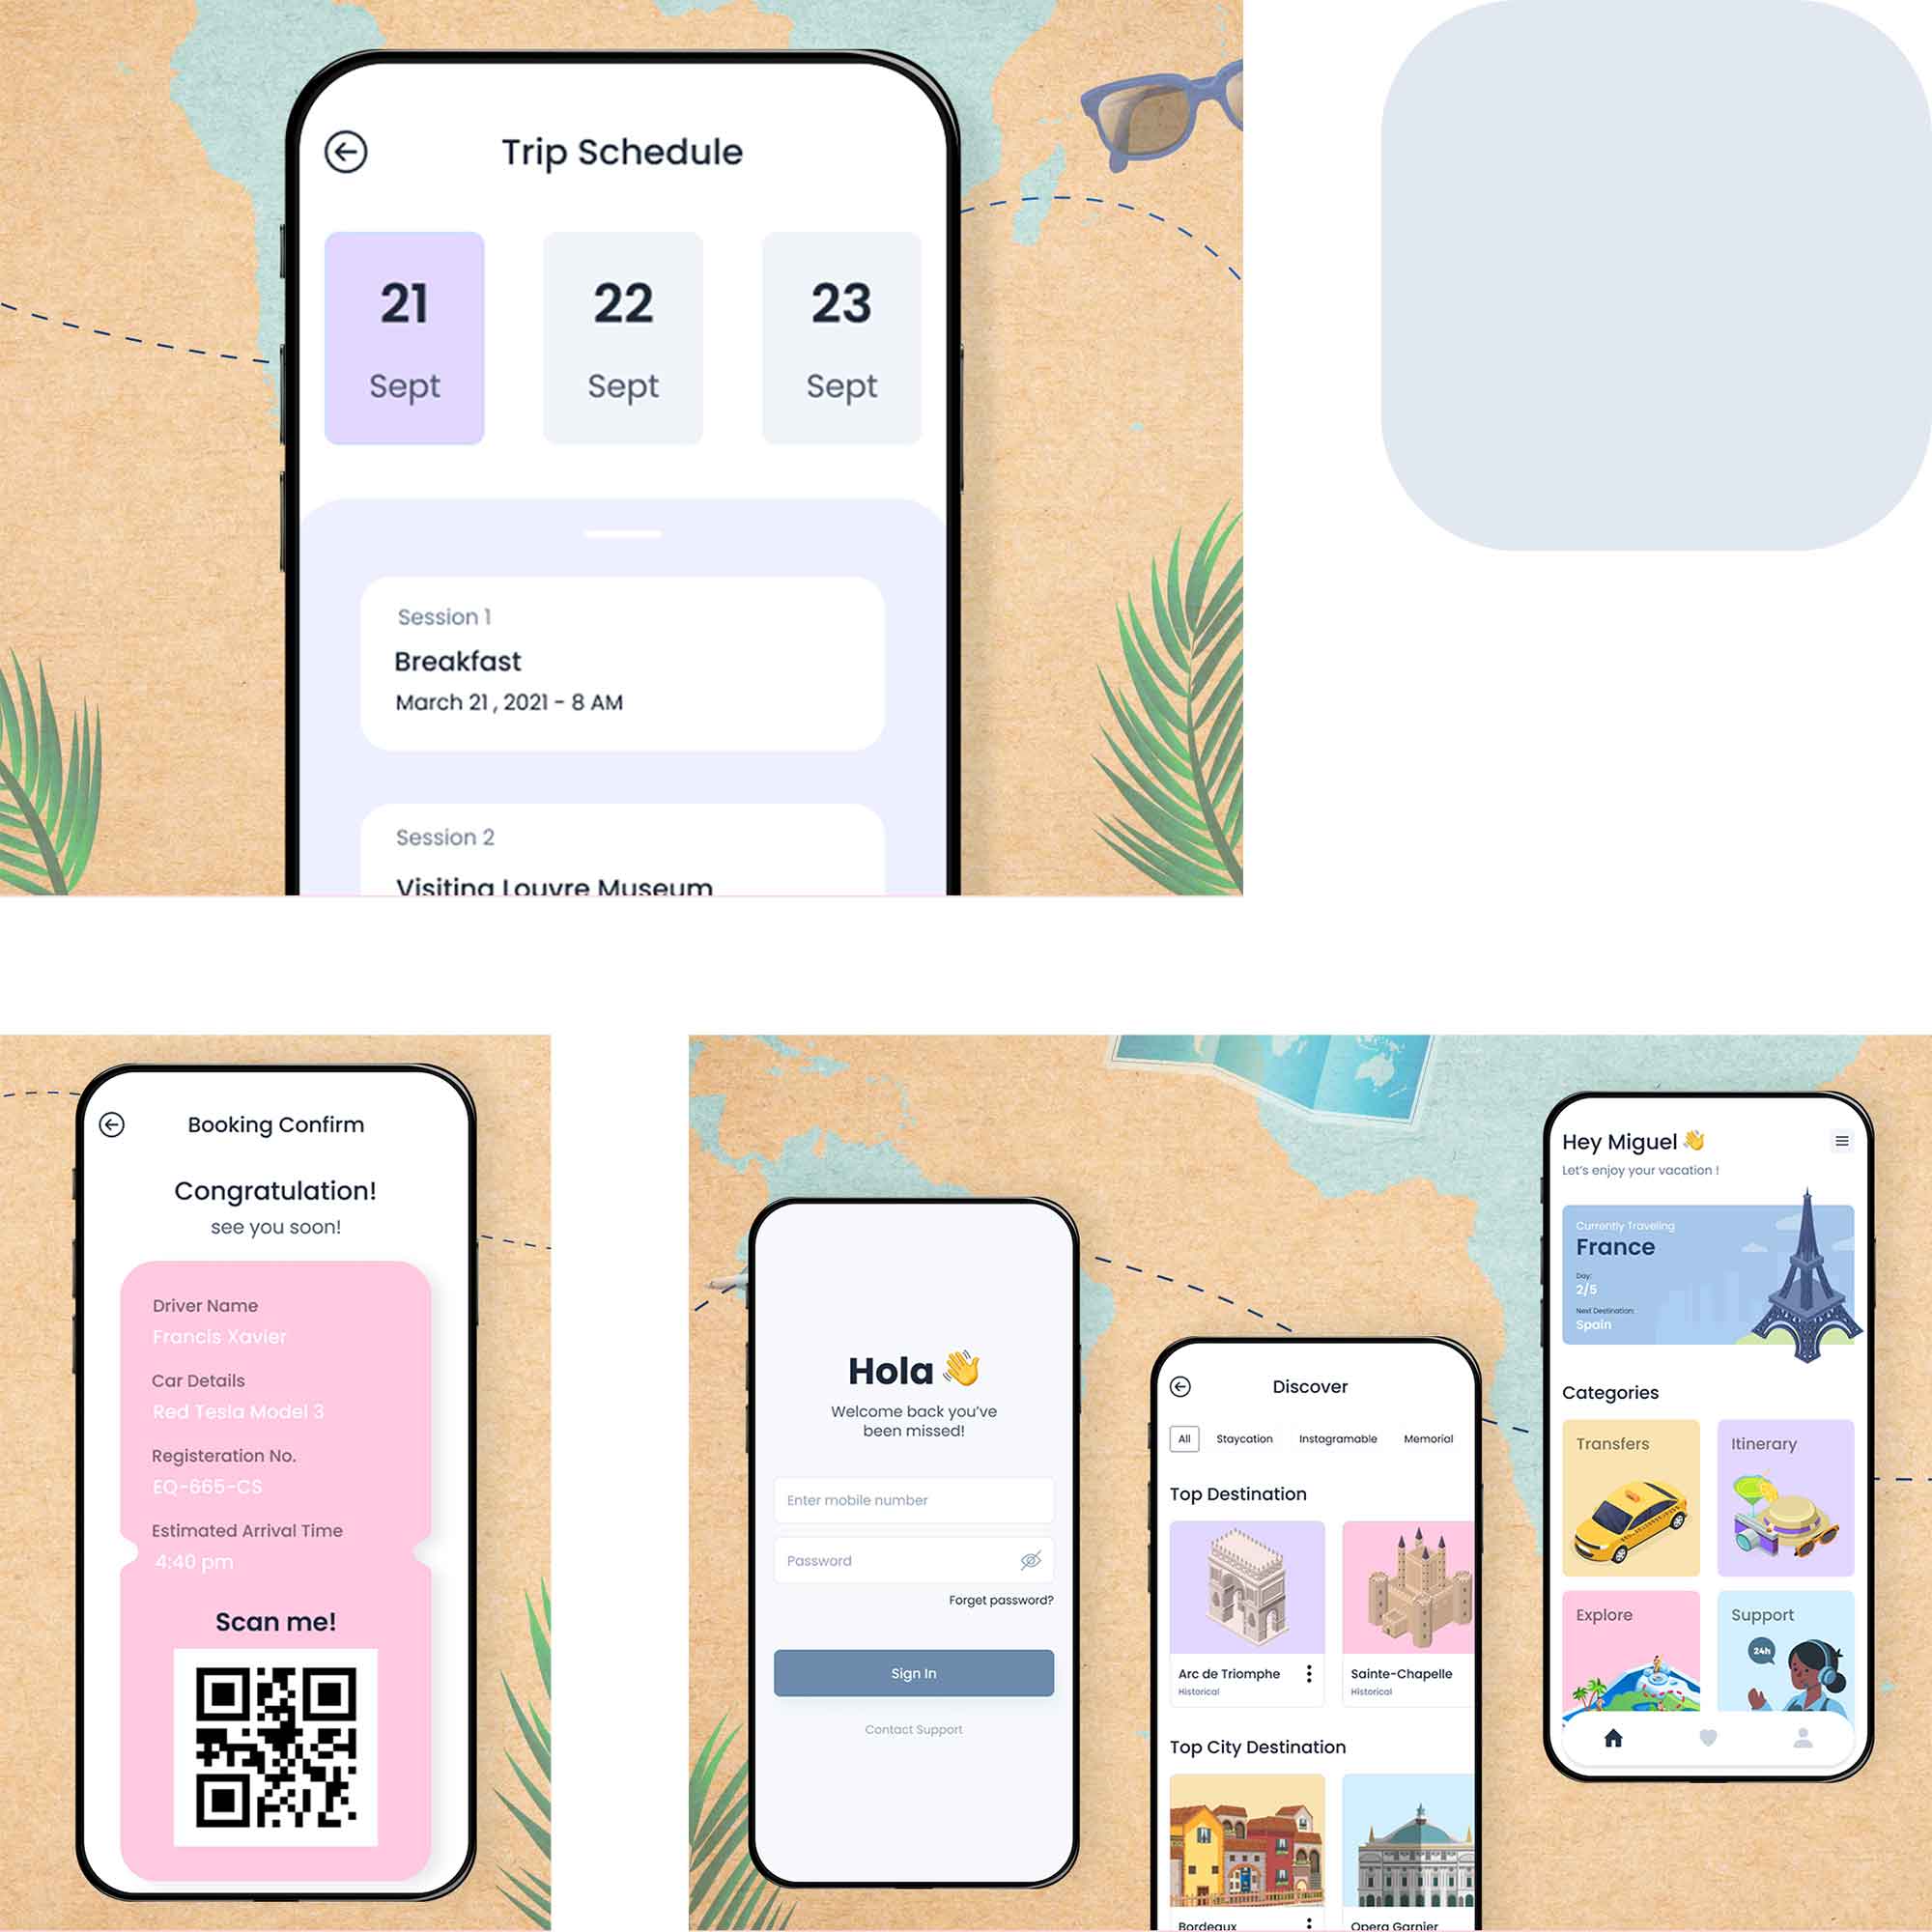 Trip Schedule
21
Sept
22
Sept
23
Sept
Session 1
Breakfast
March 21 , 2021 - 8 AM
Session 2
Visiting Louvre Museum
Booking Confirm
Congratulation!
see you soon!
Driver Name
Francis Xavier
Car Details
Red Tesla Model 3
Registeration No.
EQ-665-CS
Estimated Arrival Time
4:40 pm
Scan me!
Hola 👋
Welcome back you've
been missed!
Enter mobile number
Password
Forget password?
Sign In
Contact Support
Discover
All Staycation Instagramable Memorial
Top Destination
Arc de Triomphe
Historical
Sainte-Chapelle
Historical
Top City Destination
Bordeaux
Opera Garnier
Hey Miguel 👋
Let's enjoy your vacation !
Currently Traveling
France
Day:
2/5
Next Destination:
Spain
Categories
Transfers
Itinerary
Explore
Support
24h